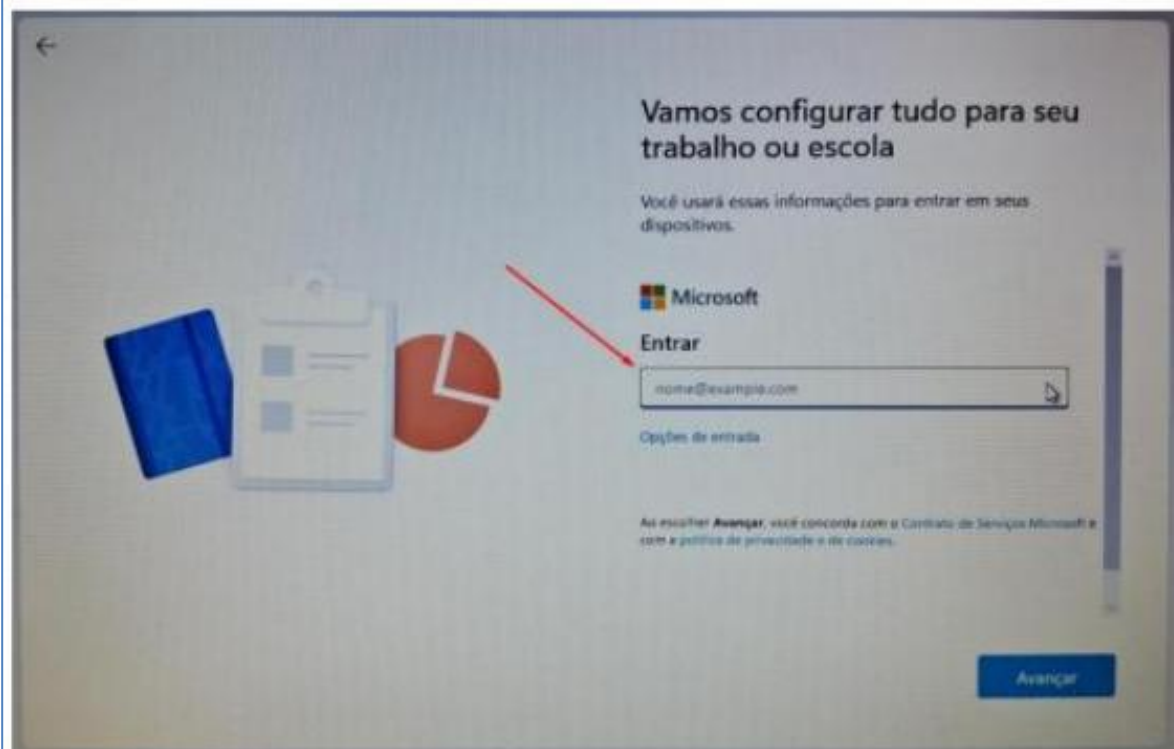 Vamos configurar tudo para seu
trabalho ou escola
Você usará essas informações para entrar em seus
dispositivos.
Microsoft
Entrar
nome@example.com
Opções de entrada
Ao escolher Avançar, você concorda com o Contrato de Serviços Microsoft e
com a política de privacidade e de cookies.
Avançar